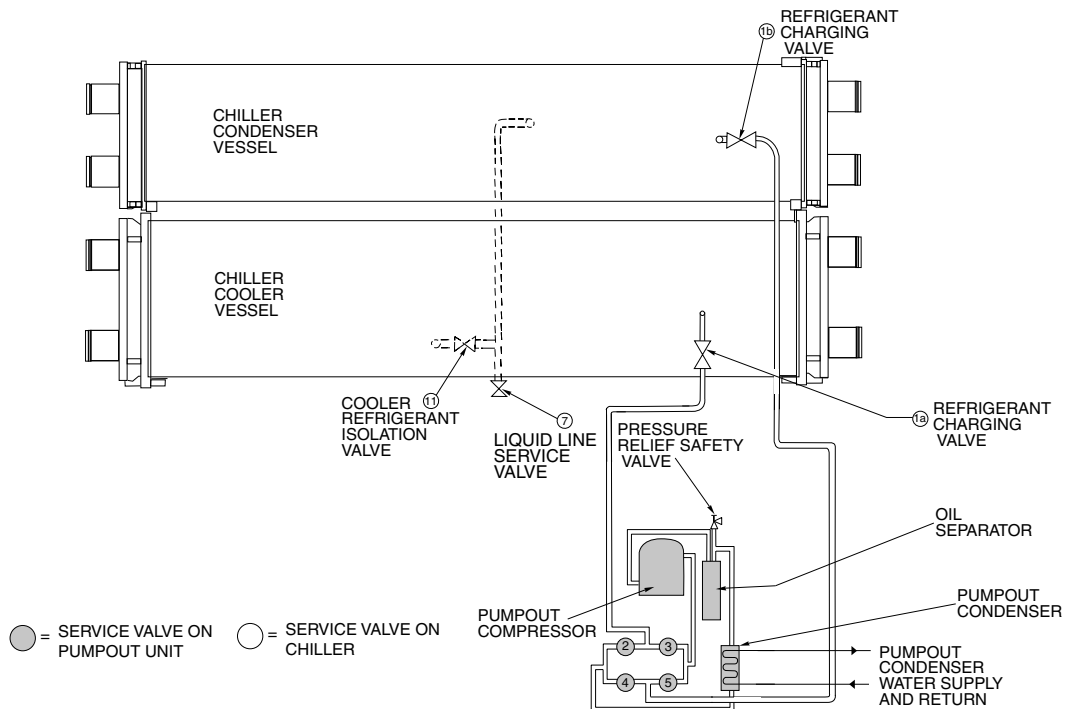 REFRIGERANT
CHARGING
VALVE
1b
CHILLER
CONDENSER
VESSEL
CHILLER
COOLER
VESSEL
11
COOLER
REFRIGERANT
ISOLATION
VALVE
7
LIQUID LINE
SERVICE
VALVE
1a
REFRIGERANT
CHARGING
VALVE
PRESSURE
RELIEF SAFETY
VALVE
OIL
SEPARATOR
PUMPOUT
COMPRESSOR
PUMPOUT
CONDENSER
2
3
4
5
PUMPOUT
CONDENSER
WATER SUPPLY
AND RETURN
= SERVICE VALVE ON
PUMPOUT UNIT
= SERVICE VALVE ON
CHILLER